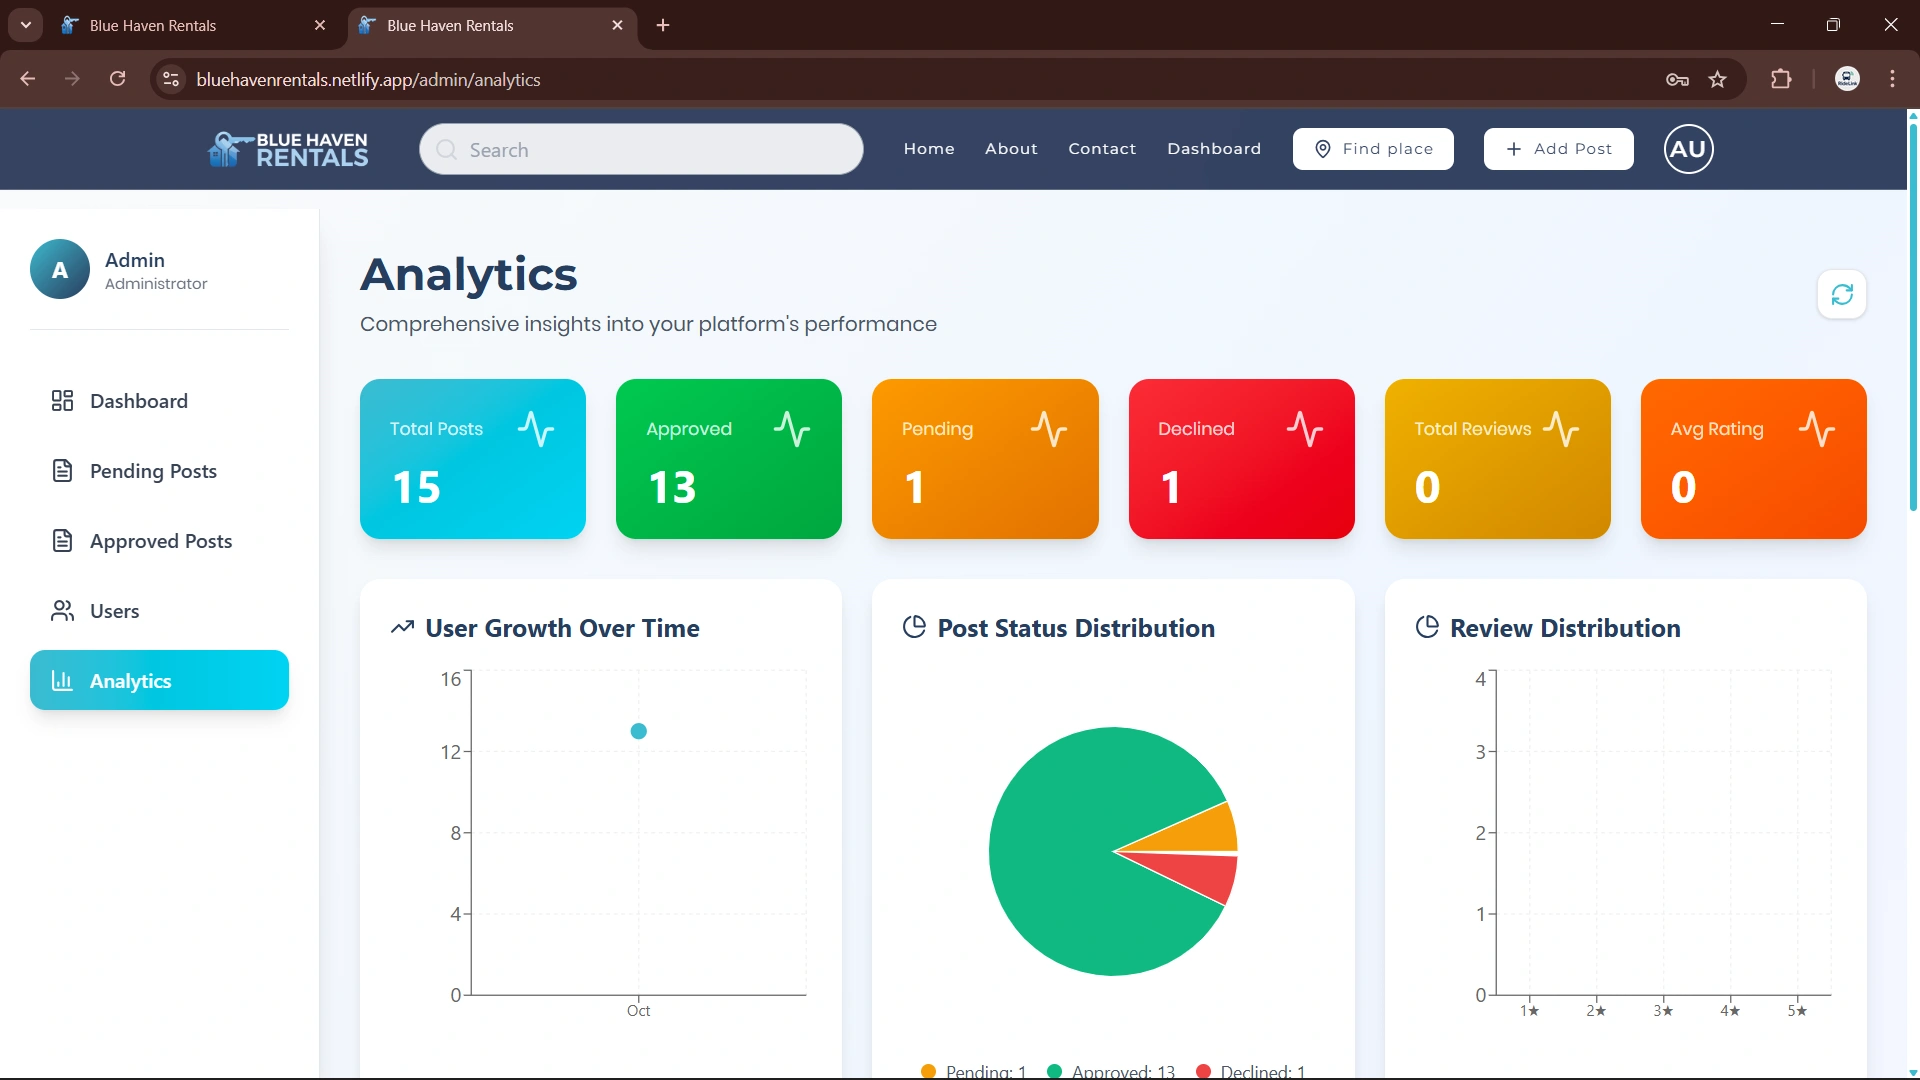 Blue Haven Rentals
Blue Haven Rentals
bluehavenrentals.netlify.app/admin/analytics
BLUE HAVEN
RENTALS
Search
Home
About
Contact
Dashboard
Find place
Add Post
AU
A
Admin
Administrator
Dashboard
Pending Posts
Approved Posts
Users
Analytics
Analytics
Comprehensive insights into your platform's performance
Total Posts
15
Approved
13
Pending
1
Declined
1
Total Reviews
0
Avg Rating
0
User Growth Over Time
16
12
8
4
0
Oct
Post Status Distribution
Pending: 1
Approved: 13
Declined: 1
Review Distribution
4
3
2
1
0
1★
2★
3★
4★
5★